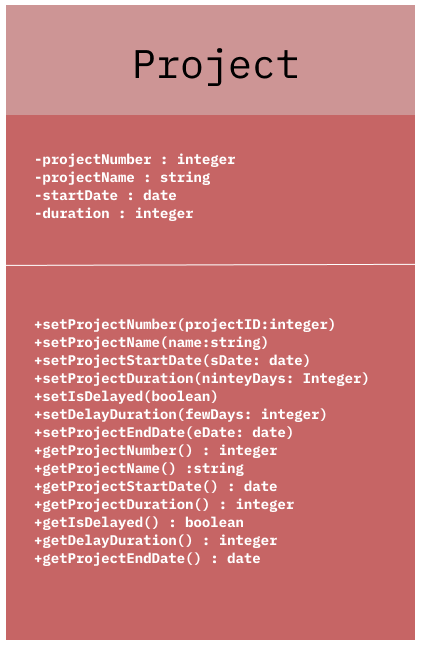 Project
-projectNumber : integer
-projectName : string
-startDate : date
-duration : integer
+setProjectNumber(projectID:integer)
+setProjectName(name:string)
+setProjectStartDate(sDate: date)
+setProjectDuration(ninteyDays: Integer)
+setIsDelayed(boolean)
+setDelayDuration(fewDays: integer)
+setProjectEndDate(eDate: date)
+getProjectNumber() : integer
+getProjectName() :string
+getProjectStartDate() : date
+getProjectDuration() : integer
+getIsDelayed() : boolean
+getDelayDuration() : integer
+getProjectEndDate() : date